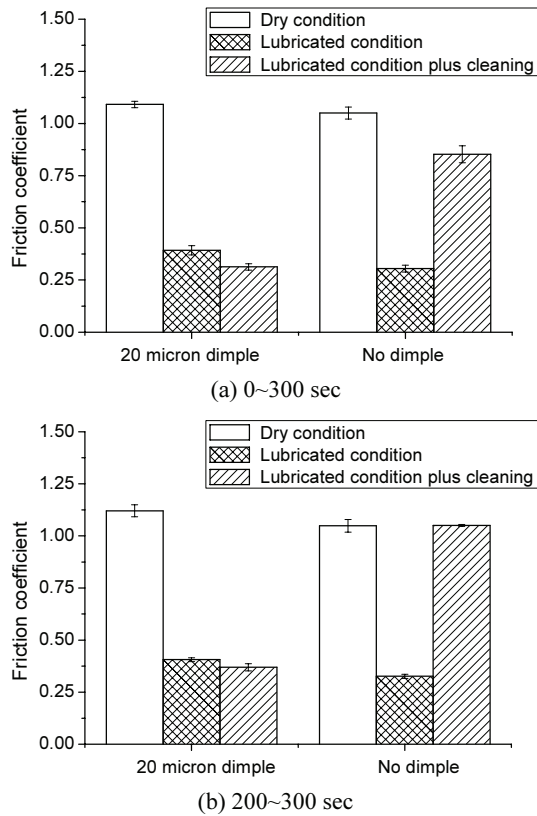 1.50
1.25
1.00
0.75
0.50
0.25
0.00
Friction coefficient
Dry condition
Lubricated condition
Lubricated condition plus cleaning
20 micron dimple
No dimple
(a) 0~300 sec
1.50
1.25
1.00
0.75
0.50
0.25
0.00
Friction coefficient
Dry condition
Lubricated condition
Lubricated condition plus cleaning
20 micron dimple
No dimple
(b) 200~300 sec